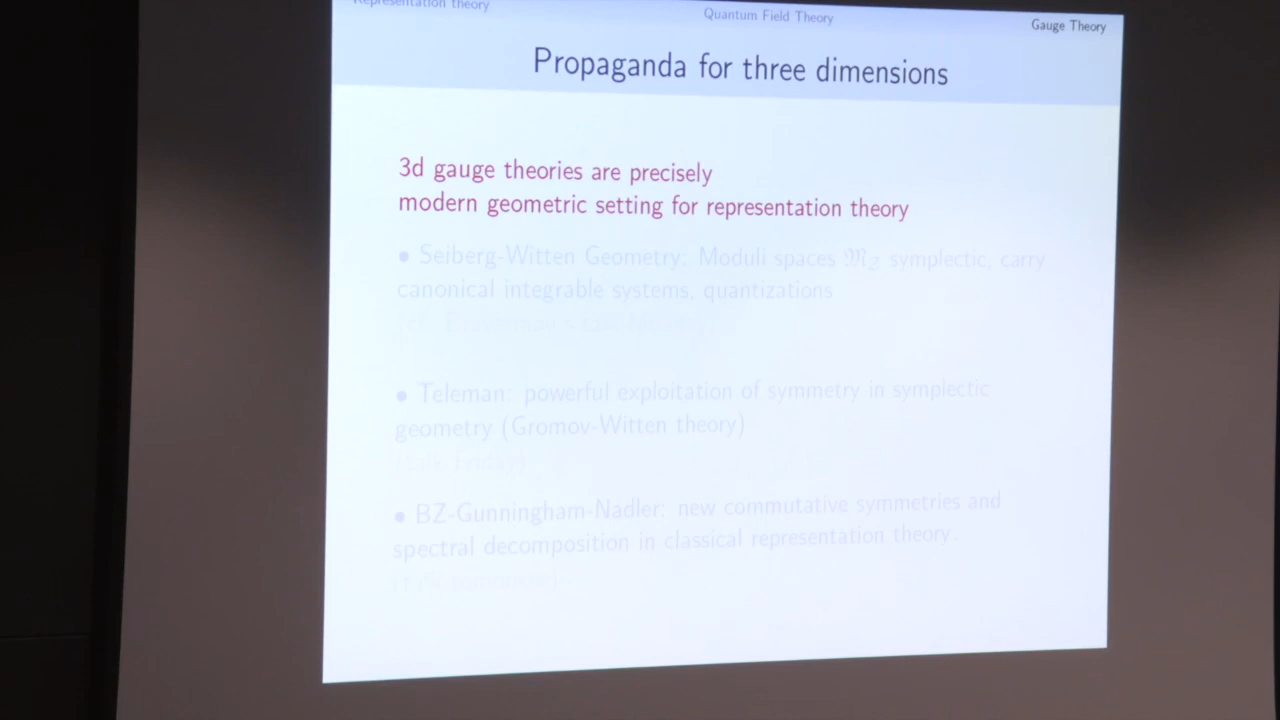 Representation theory
Quantum Field Theory
Gauge Theory
Propaganda for three dimensions
3d gauge theories are precisely
modern geometric setting for representation theory
• Seiberg-Witten Geometry: Moduli spaces 𝔐_Z symplectic, carry
canonical integrable systems, quantizations
• Teleman: powerful exploitation of symmetry in symplectic
geometry (Gromov-Witten theory)
• BZ-Gunningham-Nadler: new commutative symmetries and
spectral decomposition in classical representation theory.